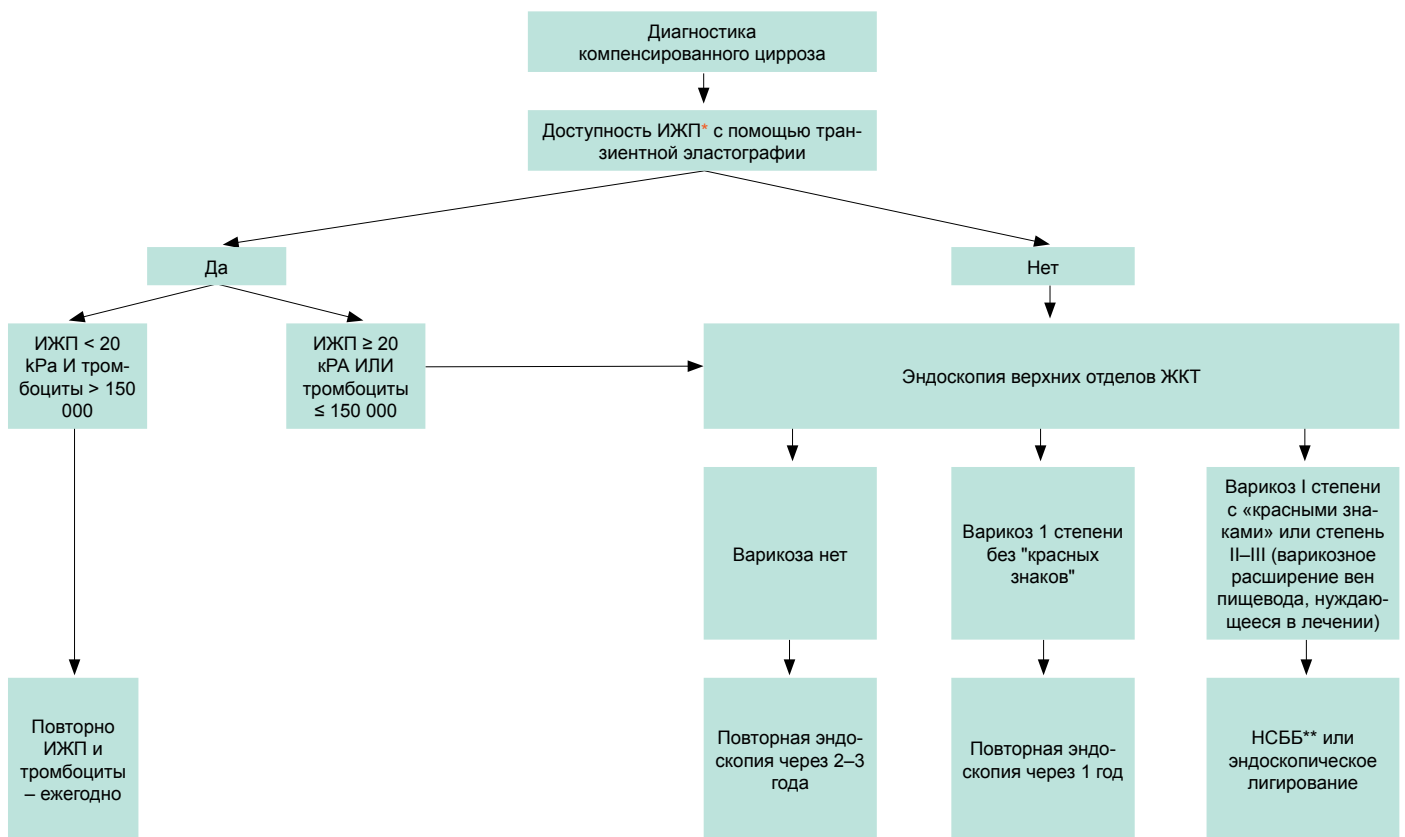 Диагностика
компенсированного цирроза
Доступность ИЖП* с помощью тран-
зиентной эластографии
Да
Нет
ИЖП < 20
kPa И тром-
боциты > 150
000
ИЖП ≥ 20
кРА ИЛИ
тромбоциты
≤ 150 000
Эндоскопия верхних отделов ЖКТ
Варикоза нет
Варикоз 1 степени
без "красных
знаков"
Варикоз I степени
с «красными зна-
ками» или степень
II–III (варикозное
расширение вен
пищевода, нуждаю-
щееся в лечении)
Повторно
ИЖП и
тромбоциты
– ежегодно
Повторная эндо-
скопия через 2–3
года
Повторная эндо-
скопия через 1 год
НСББ** или
эндоскопическое
лигирование